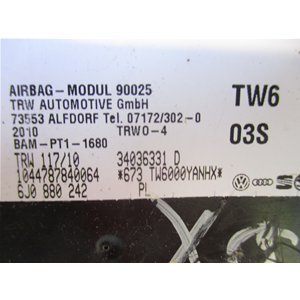 AIRBAG-MODUL 90025
TRW AUTOMOTIVE GmbH
73553 ALFDORF Tel. 07172/302-0
2010 TRWO-4
BAM-PT1-1680
TW6
03S
TRW 117/10 34036331 D
1044787840064 *673 TW6000YANHX*
6J0 880 242 PL